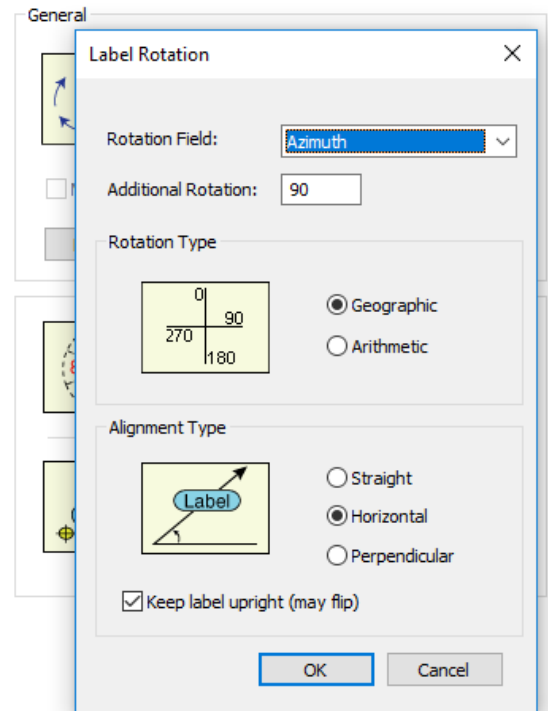 General
Label Rotation
Rotation Field: Azimuth
Additional Rotation: 90
Rotation Type
0
90
270
180
Geographic
Arithmetic
Alignment Type
Label
Straight
Horizontal
Perpendicular
Keep label upright (may flip)
OK Cancel